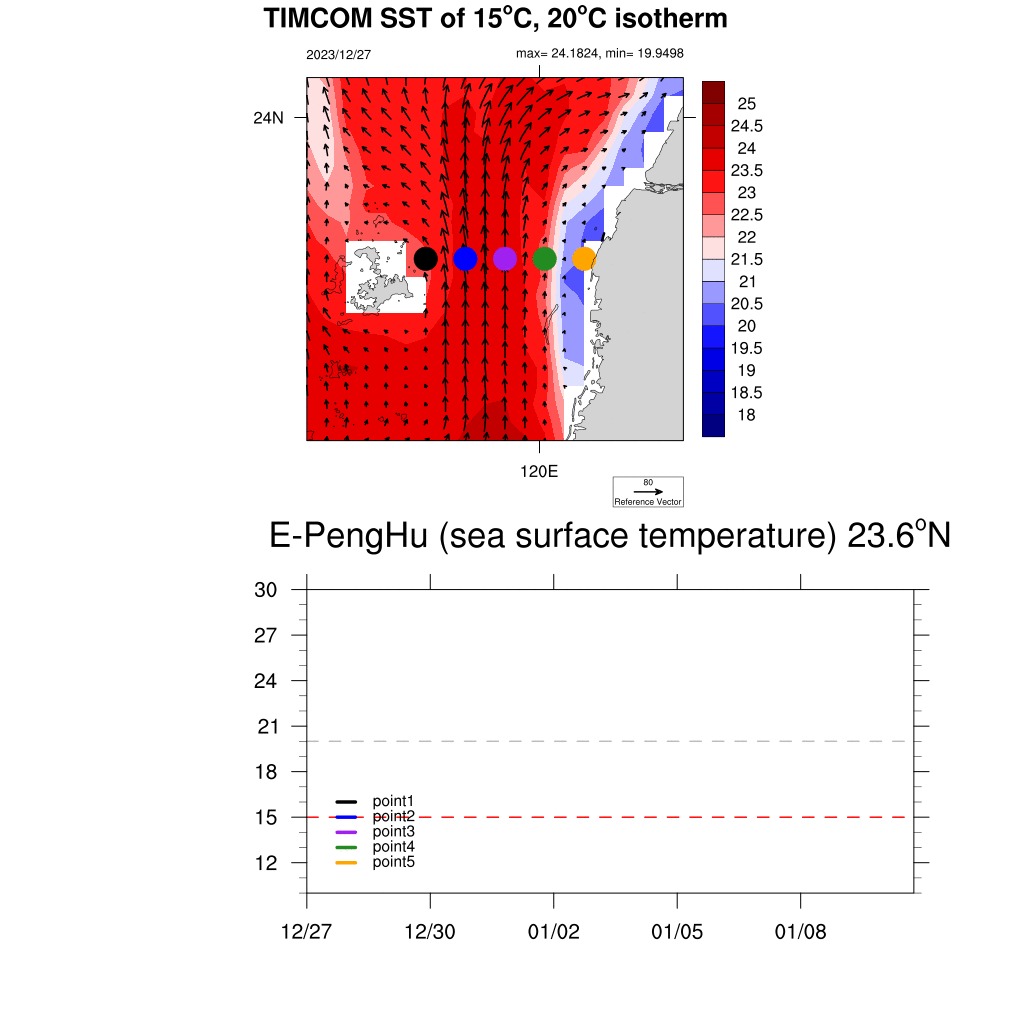 TIMCOM SST of 15°C, 20°C isotherm
2023/12/27
max= 24.1824, min= 19.9498
24N
120E
25
24.5
24
23.5
23
22.5
22
21.5
21
20.5
20
19.5
19
18.5
18
80
Reference Vector
E-PengHu (sea surface temperature) 23.6°N
30
27
24
21
18
15
12
point1
point2
point3
point4
point5
12/27
12/30
01/02
01/05
01/08